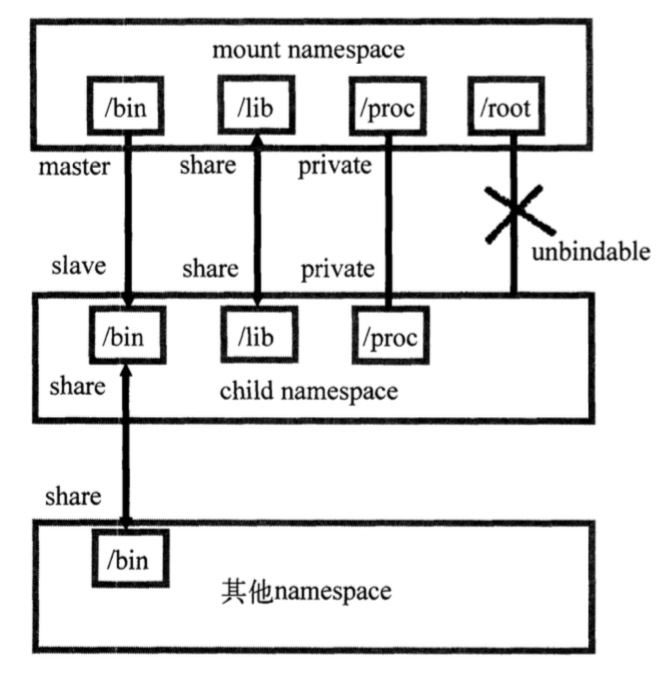 mount namespace
/bin /lib /proc /root
master share private
unbindable
slave share private
/bin /lib /proc
share
child namespace
share
/bin
其他namespace